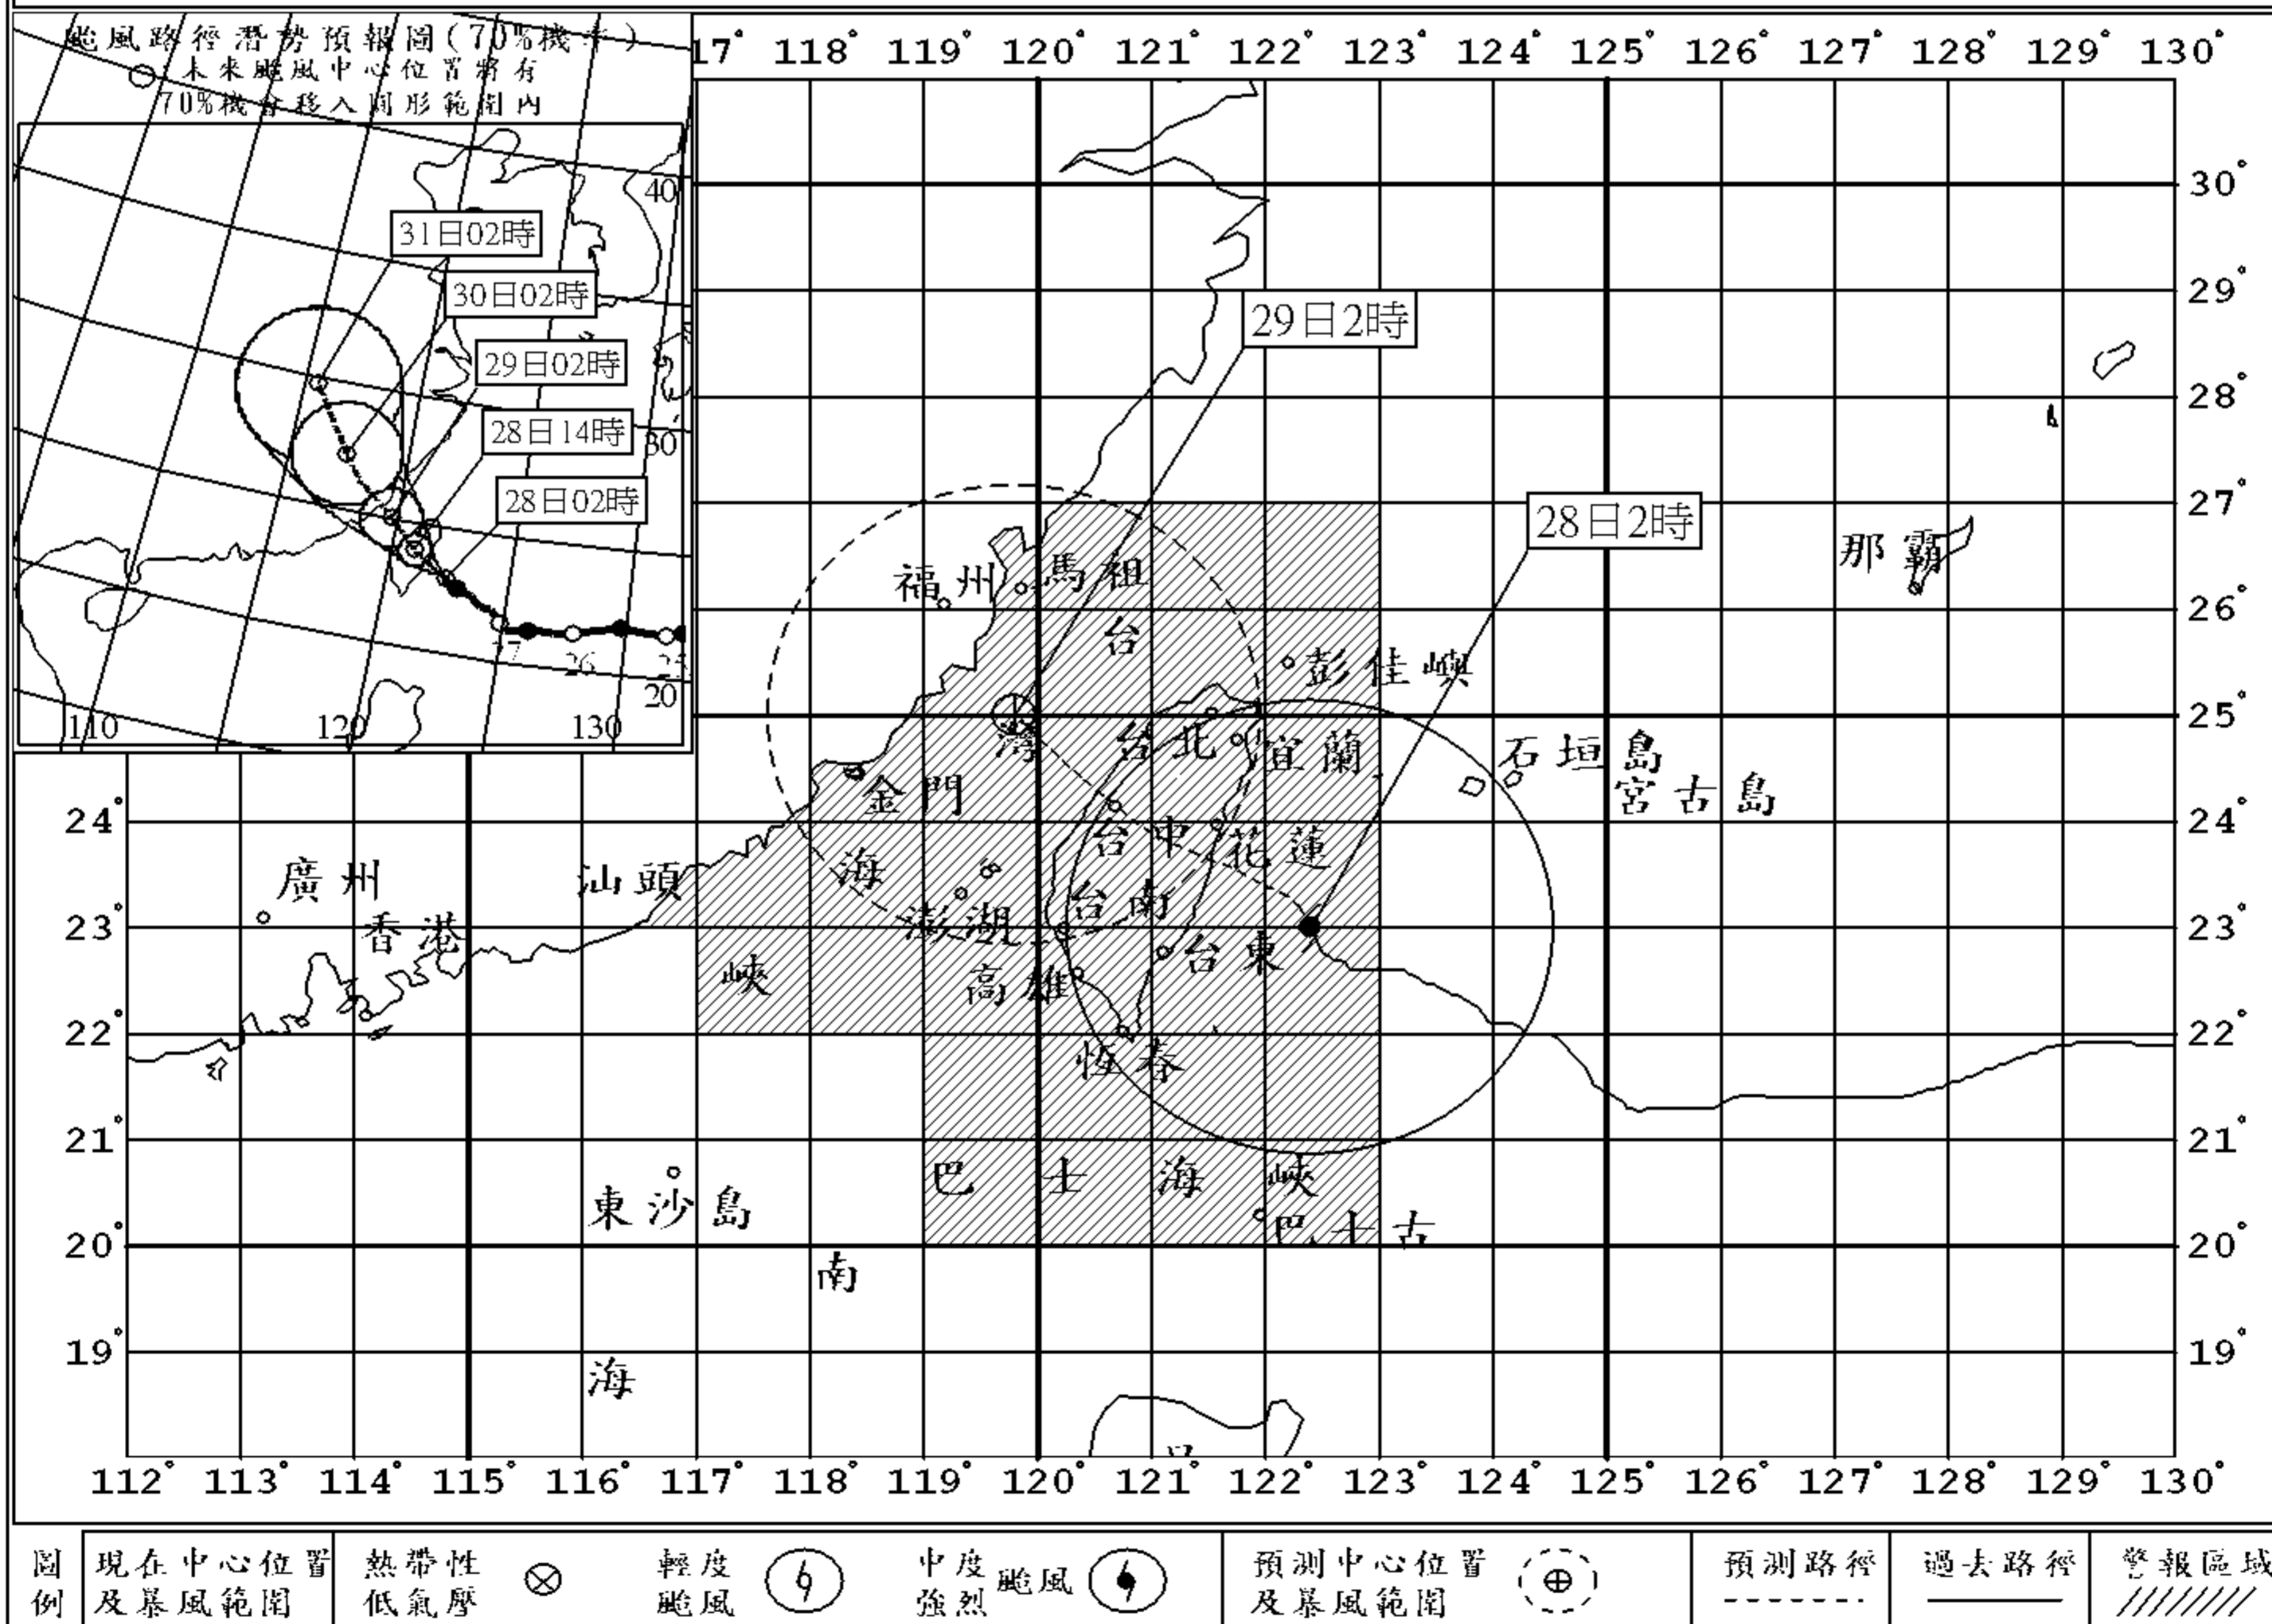 颱風路徑潛勢預報圖(70%機率)
○:未來颱風中心位置將有
70%機會移入圓形範圍內
31日02時
30日02時
29日02時
28日14時
28日02時
40
30
20
27 26 25
110 120 130
17° 118° 119° 120° 121° 122° 123° 124° 125° 126° 127° 128° 129° 130°
30°
29°
28°
27°
26°
25°
24° 24°
23° 23°
22° 22°
21° 21°
20° 20°
19° 19°
29日2時
28日2時
福州
馬祖
那霸
台
彭佳嶼
灣
台北
宜蘭
石垣島
宮古島
金門
台中
花蓮
海
廣州
汕頭
台南
香港
澎湖
台東
峽
高雄
恆春
巴士海峽
東沙島
巴士古
南
海
112° 113° 114° 115° 116° 117° 118° 119° 120° 121° 122° 123° 124° 125° 126° 127° 128° 129° 130°
圖例
現在中心位置
及暴風範圍
熱帶性
低氣壓
輕度
颱風
中度
強烈
颱風
預測中心位置
及暴風範圍
預測路徑
過去路徑
警報區域